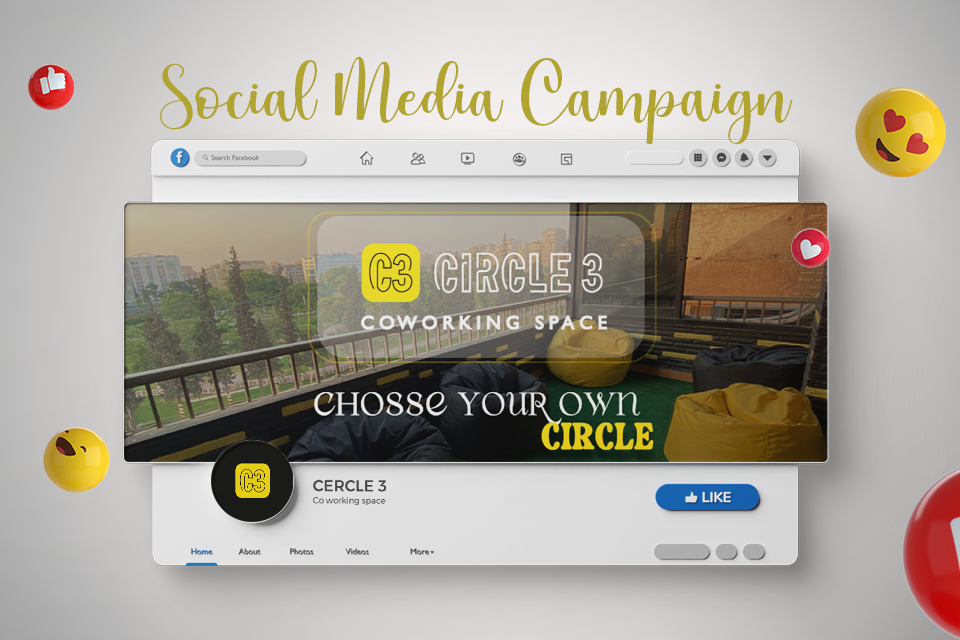 Social Media Campaign
f Search Facebook
C3 CIRCLE 3
COWORKING SPACE
CHOSSE YOUR OWN
CIRCLE
C3
CERCLE 3
Co working space
LIKE
Home About Photos Videos More